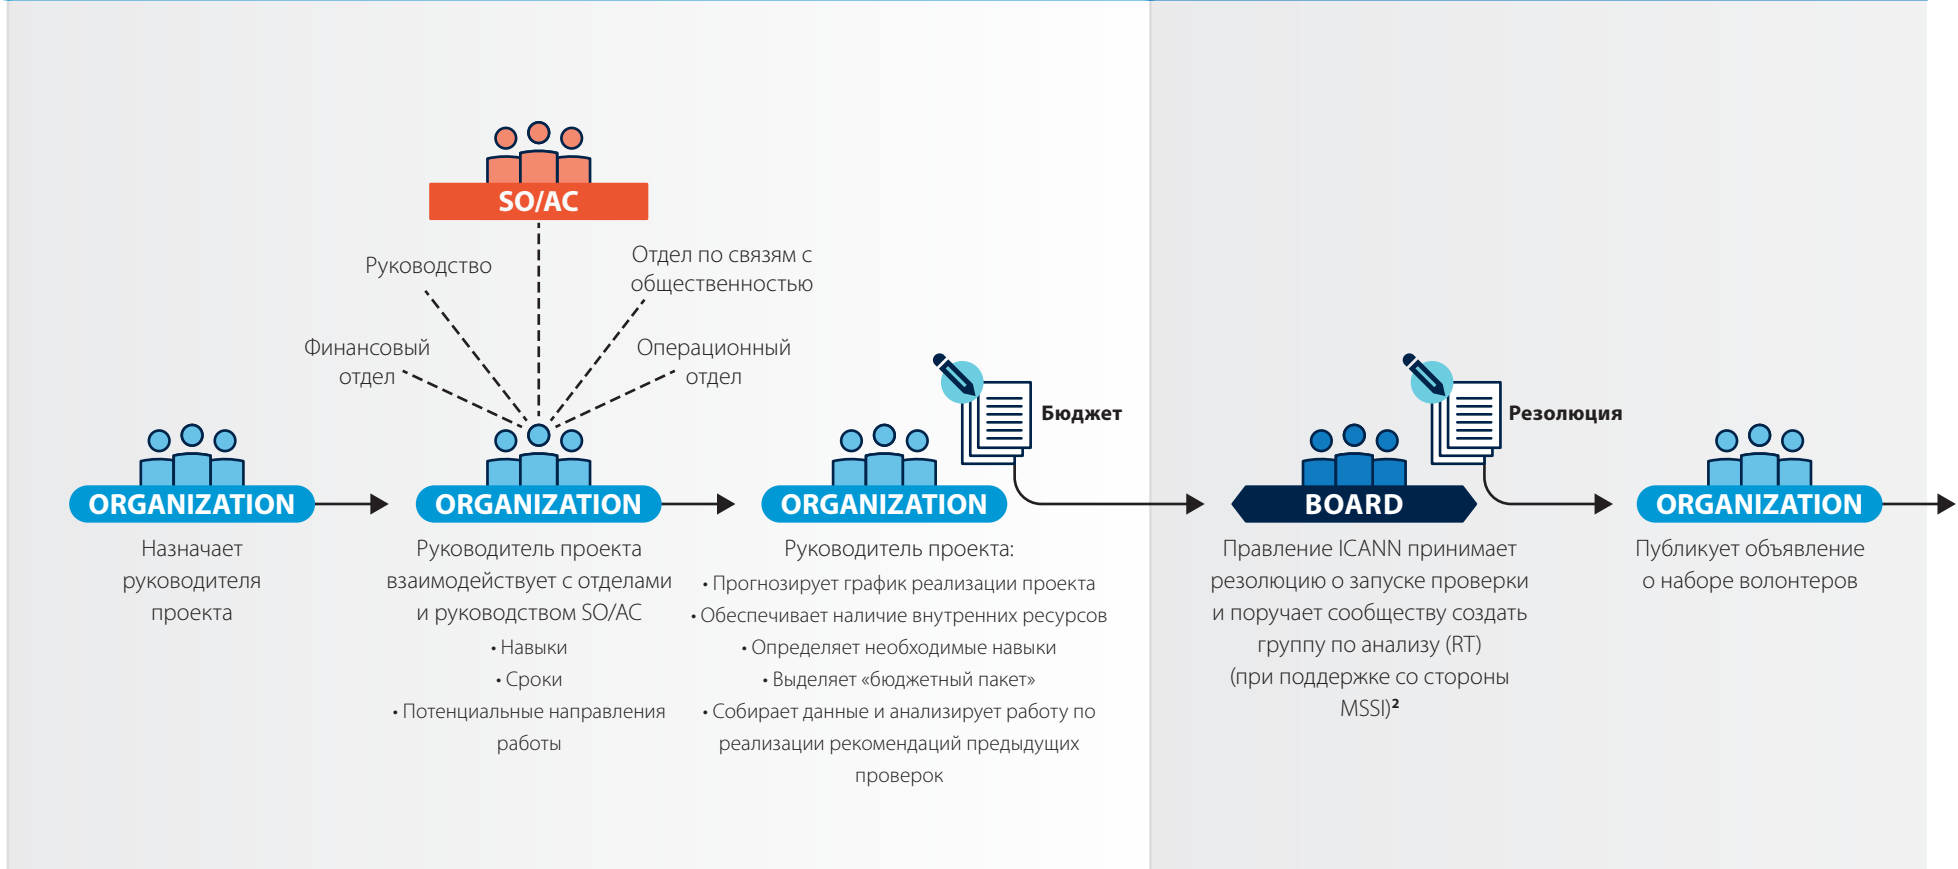 SO/AC
Руководство
Отдел по связям с
общественностью
Финансовый
отдел
Операционный
отдел
Бюджет
Резолюция
ORGANIZATION
Назначает
руководителя
проекта
ORGANIZATION
Руководитель проекта
взаимодействует с отделами
и руководством SO/AC
• Навыки
• Сроки
• Потенциальные направления
работы
ORGANIZATION
Руководитель проекта:
• Прогнозирует график реализации проекта
• Обеспечивает наличие внутренних ресурсов
• Определяет необходимые навыки
• Выделяет «бюджетный пакет»
• Собирает данные и анализирует работу по
реализации рекомендаций предыдущих
проверок
BOARD
Правление ICANN принимает
резолюцию о запуске проверки
и поручает сообществу создать
группу по анализу (RT)
(при поддержке со стороны
MSSI)²
ORGANIZATION
Публикует объявление
о наборе волонтеров